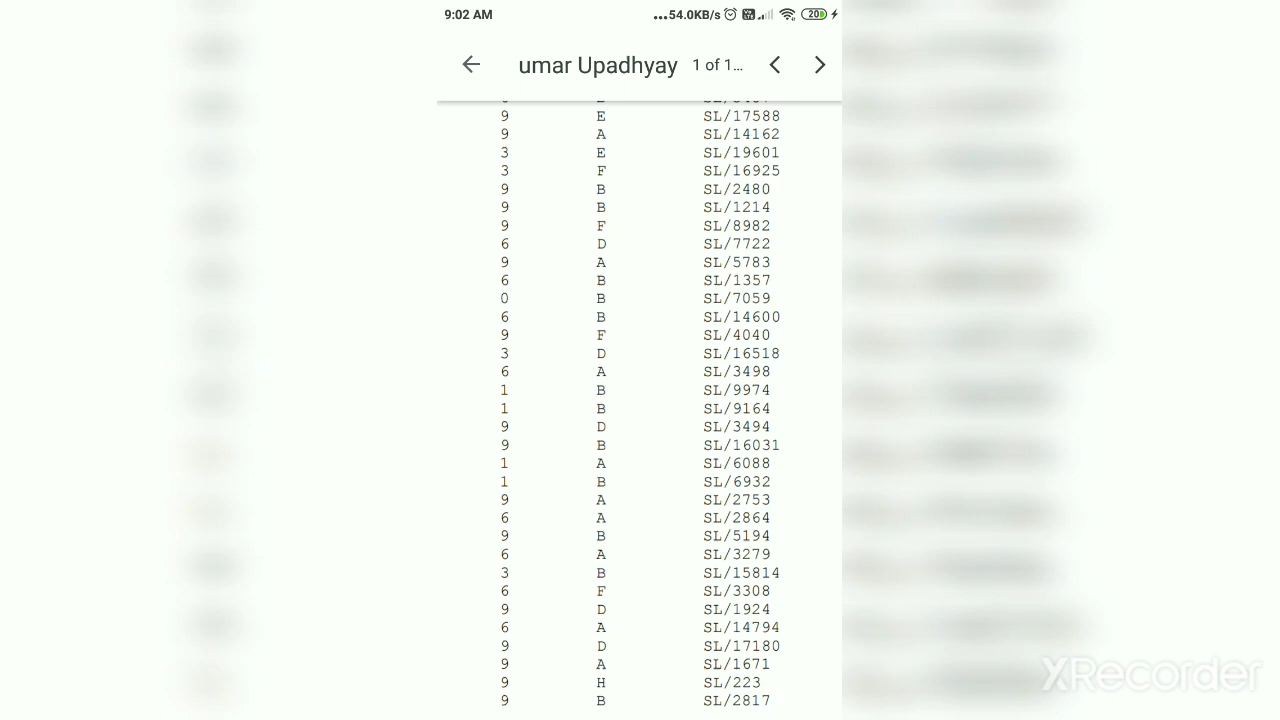 9:02 AM ...54.0KB/s 20
umar Upadhyay 1 of 1...
9 E SL/17588
9 A SL/14162
3 E SL/19601
3 F SL/16925
9 B SL/2480
9 B SL/1214
9 F SL/8982
6 D SL/7722
9 A SL/5783
6 B SL/1357
0 B SL/7059
6 B SL/14600
9 F SL/4040
3 D SL/16518
6 A SL/3498
1 B SL/9974
1 B SL/9164
9 D SL/3494
9 B SL/16031
1 A SL/6088
1 B SL/6932
9 A SL/2753
6 A SL/2864
9 B SL/5194
6 A SL/3279
3 B SL/15814
6 F SL/3308
9 D SL/1924
6 A SL/14794
9 D SL/17180
9 A SL/1671
9 H SL/223
9 B SL/2817
XRecorder